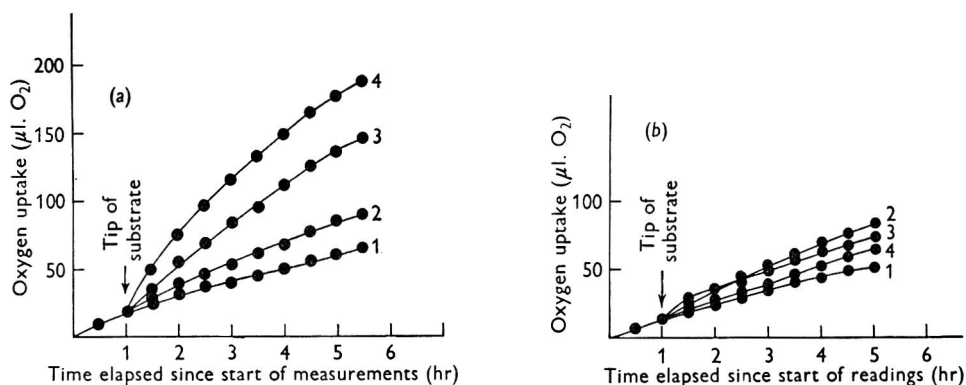 200
150
100
50
Oxygen uptake (μl. O₂)
(a)
Tip of
substrate
4
3
2
1
1 2 3 4 5 6
Time elapsed since start of measurements (hr)
100
50
Oxygen uptake (μl. O₂)
(b)
Tip of
substrate
2
3
4
1
1 2 3 4 5 6
Time elapsed since start of readings (hr)